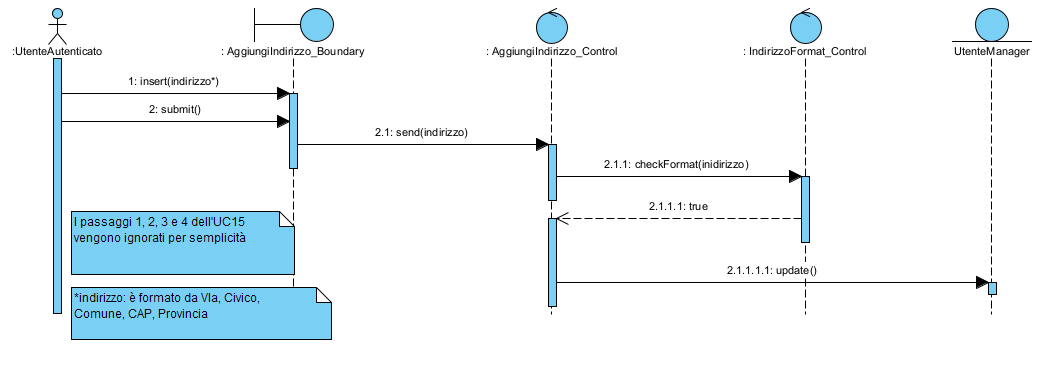 :UtenteAutenticato
: AggiungiIndirizzo_Boundary
: AggiungiIndirizzo_Control
: IndirizzoFormat_Control
UtenteManager
1: insert(indirizzo*)
2: submit()
2.1: send(indirizzo)
2.1.1: checkFormat(inidirizzo)
2.1.1.1: true
I passaggi 1, 2, 3 e 4 dell'UC15
vengono ignorati per semplicità
2.1.1.1.1: update()
*indirizzo: è formato da VIa, Civico,
Comune, CAP, Provincia